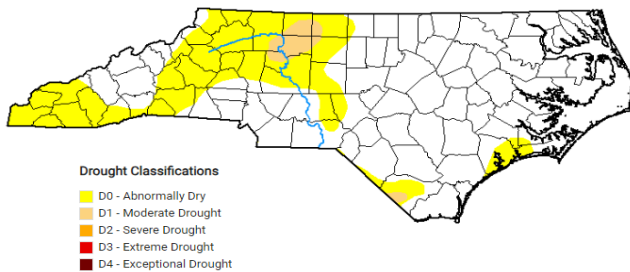 Drought Classifications
D0 - Abnormally Dry
D1 - Moderate Drought
D2 - Severe Drought
D3 - Extreme Drought
D4 - Exceptional Drought